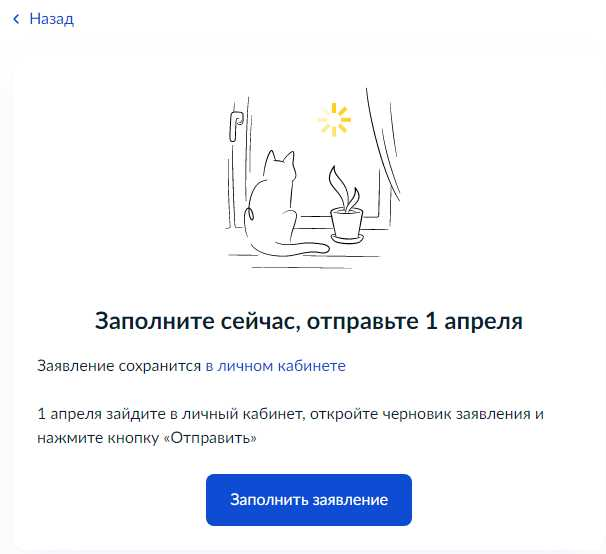 Назад
Заполните сейчас, отправьте 1 апреля
Заявление сохранится в личном кабинете
1 апреля зайдите в личный кабинет, откройте черновик заявления и
нажмите кнопку «Отправить»
Заполнить заявление